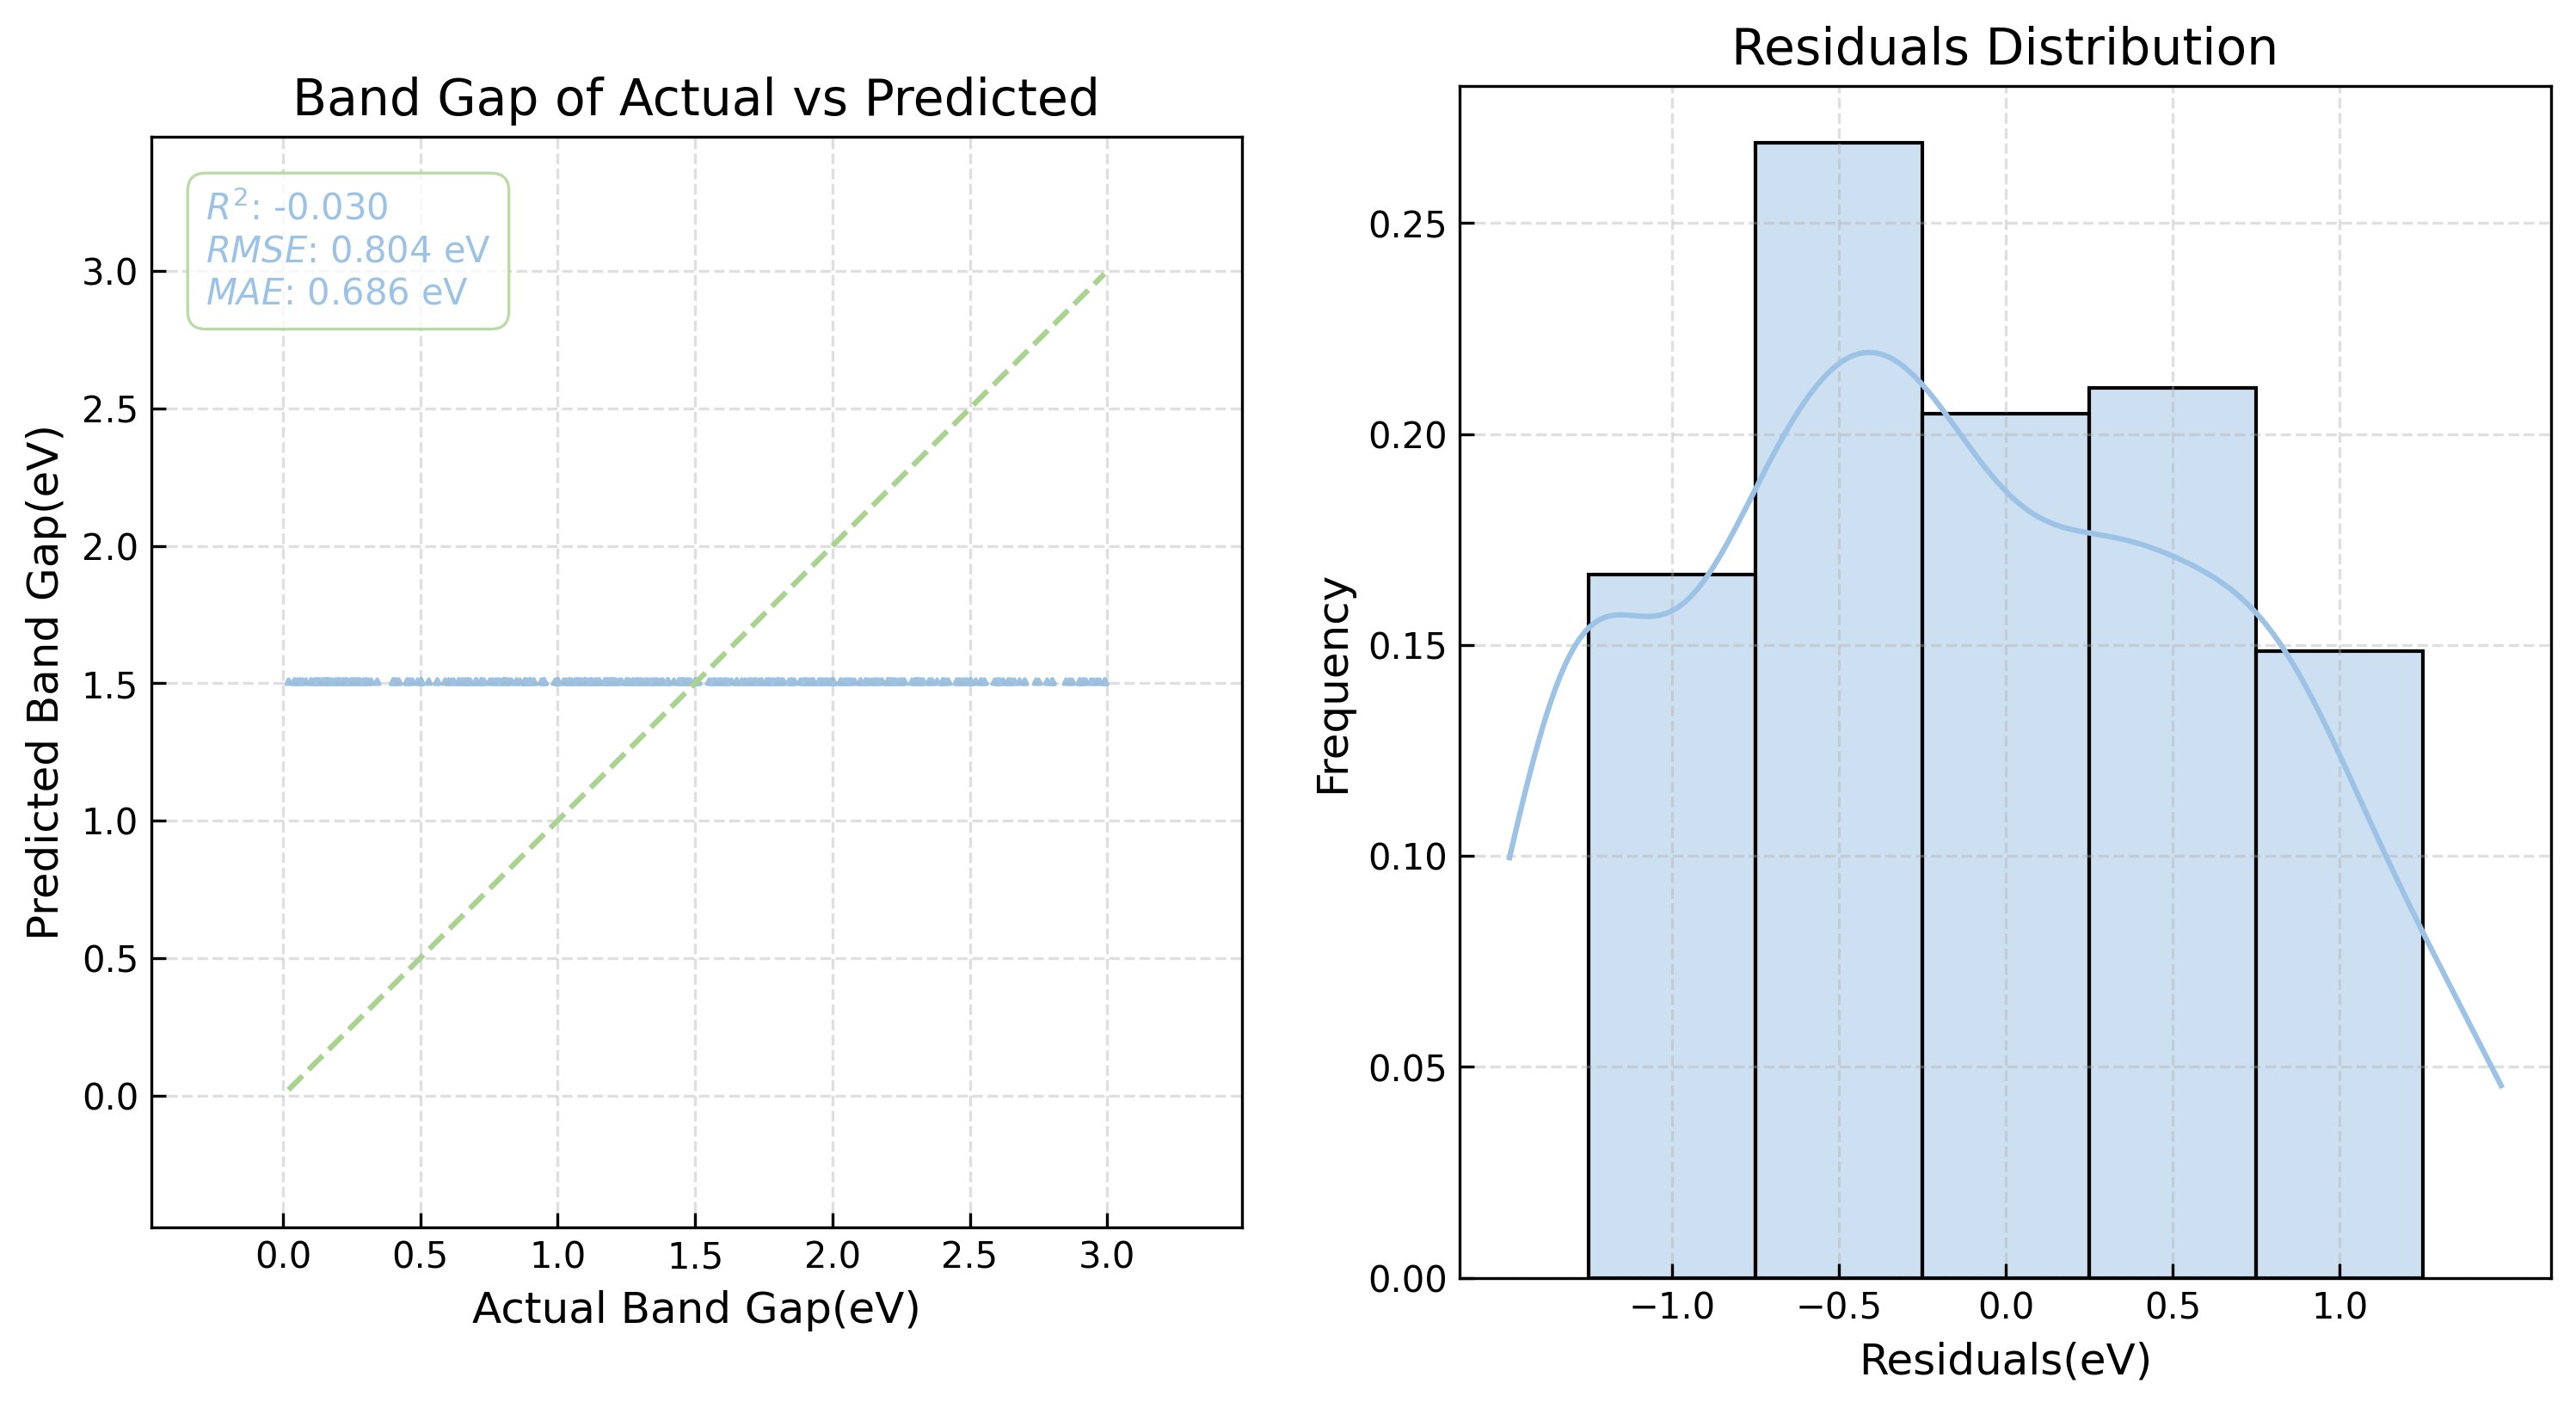 Band Gap of Actual vs Predicted
R²: -0.030
RMSE: 0.804 eV
MAE: 0.686 eV
Predicted Band Gap(eV)
3.0
2.5
2.0
1.5
1.0
0.5
0.0
0.0 0.5 1.0 1.5 2.0 2.5 3.0
Actual Band Gap(eV)
Residuals Distribution
Frequency
0.25
0.20
0.15
0.10
0.05
0.00
−1.0 −0.5 0.0 0.5 1.0
Residuals(eV)